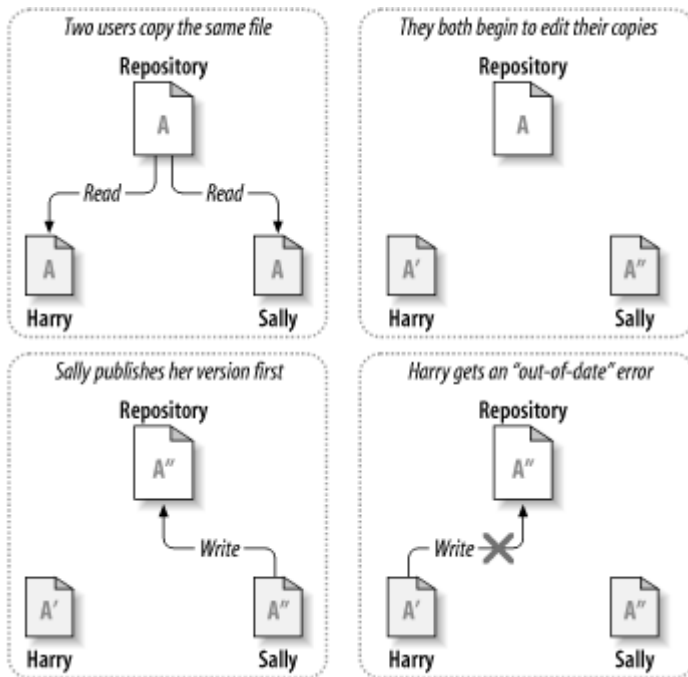 Two users copy the same file
Repository
A
Read Read
A A
Harry Sally
They both begin to edit their copies
Repository
A
A' A"
Harry Sally
Sally publishes her version first
Repository
A"
Write
A' A"
Harry Sally
Harry gets an “out-of-date” error
Repository
A"
Write
A' A"
Harry Sally